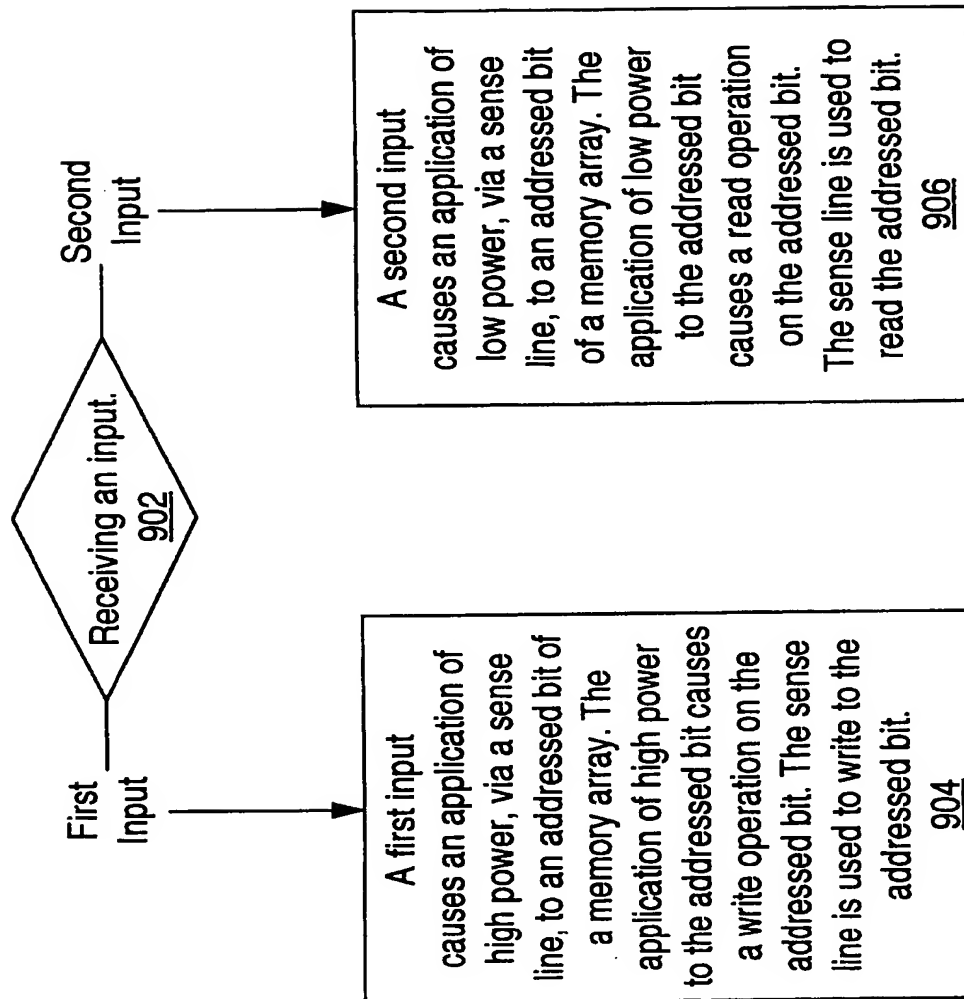 Receiving an input.
902
First
Input
Second
Input
A first input
causes an application of
high power, via a sense
line, to an addressed bit of
a memory array. The
application of high power
to the addressed bit causes
a write operation on the
addressed bit. The sense
line is used to write to the
addressed bit.
904
A second input
causes an application of
low power, via a sense
line, to an addressed bit
of a memory array. The
application of low power
to the addressed bit
causes a read operation
on the addressed bit.
The sense line is used to
read the addressed bit.
906